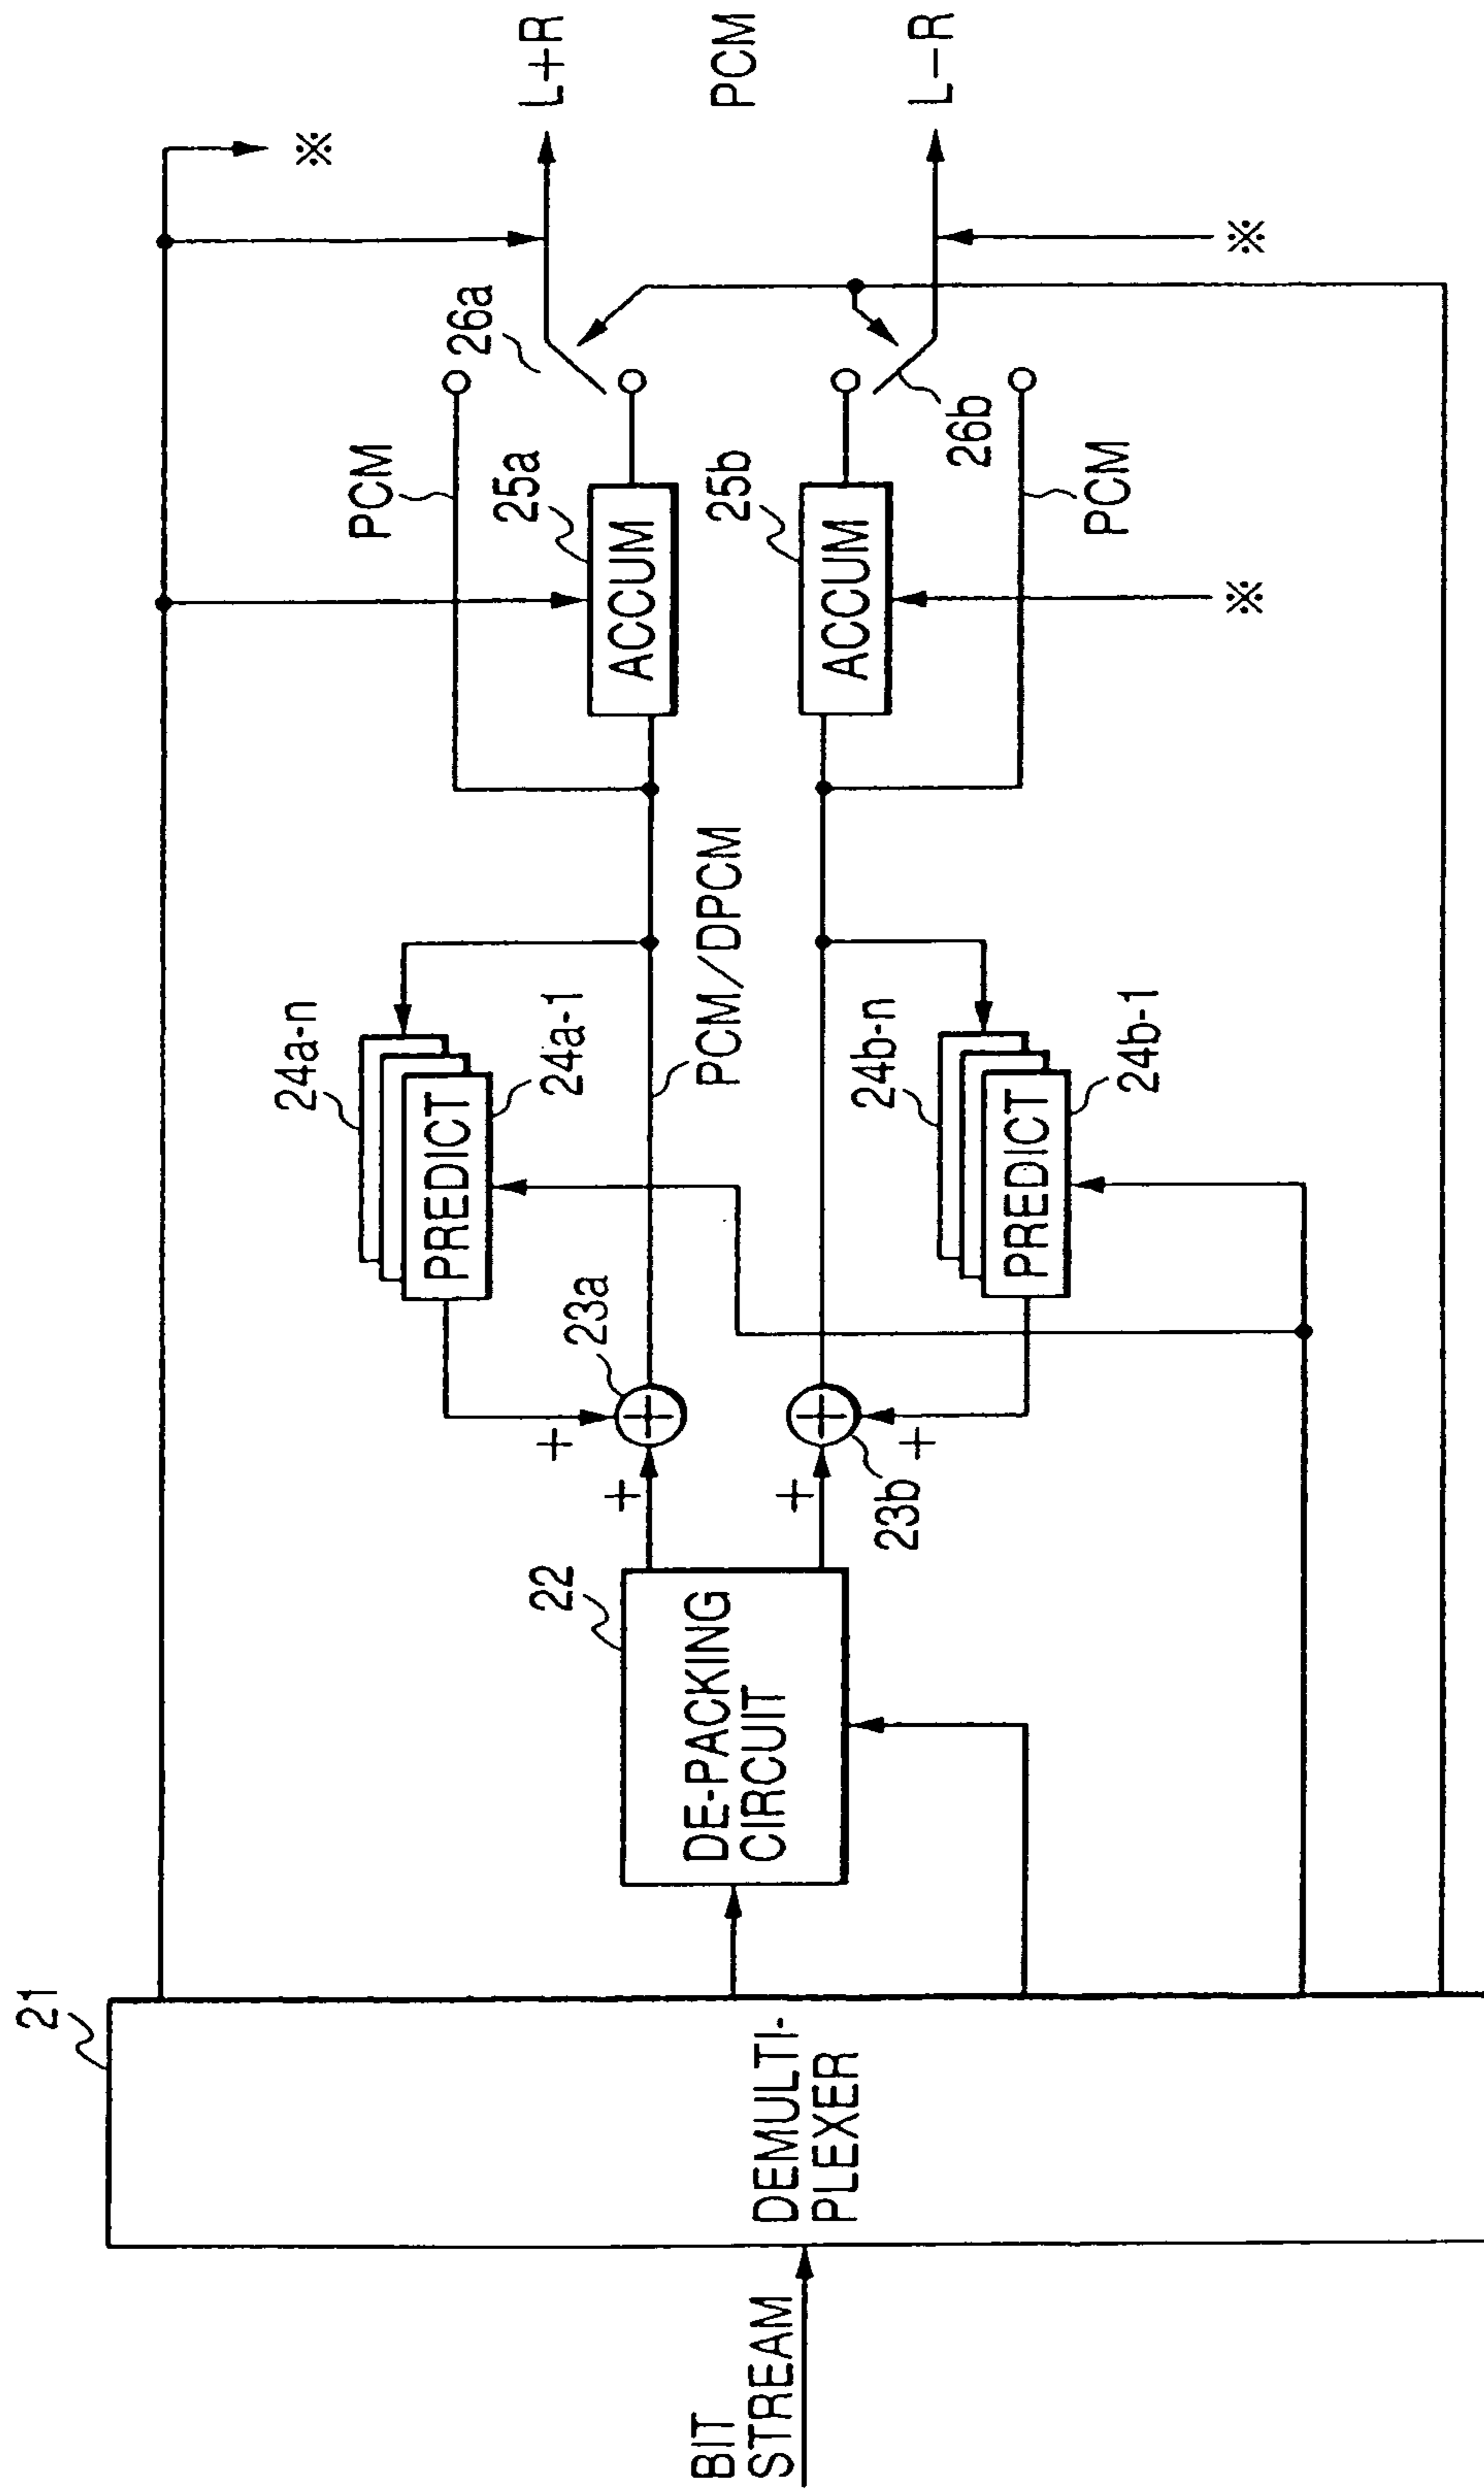 BIT
STREAM
21
DEMULTI-
PLEXER
22
DE-PACKING
CIRCUIT
+
+
23a
+
+
23b
24a-n
PREDICT
24a-1
24b-n
PREDICT
24b-1
PCM/DPCM
PCM
25a
ACCUM
25b
ACCUM
PCM
26a
26b
※
※
※
L+R
PCM
L−R